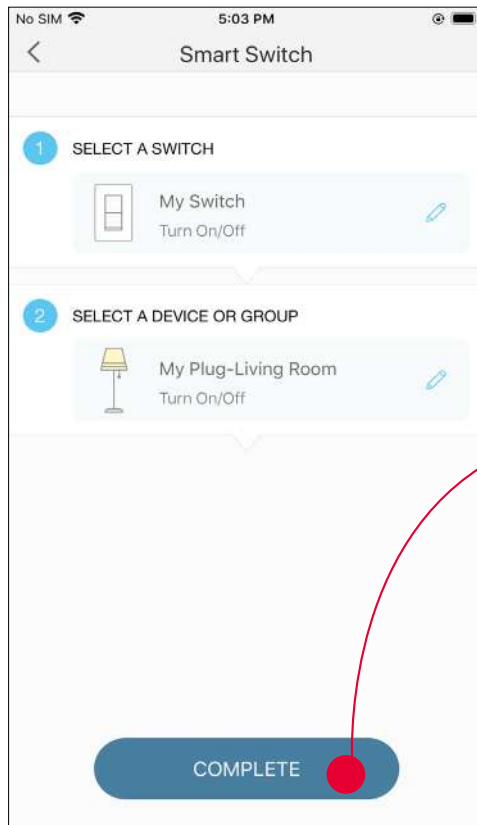 No SIM 5:03 PM
Smart Switch
1 SELECT A SWITCH
My Switch
Turn On/Off
2 SELECT A DEVICE OR GROUP
My Plug-Living Room
Turn On/Off
COMPLETE